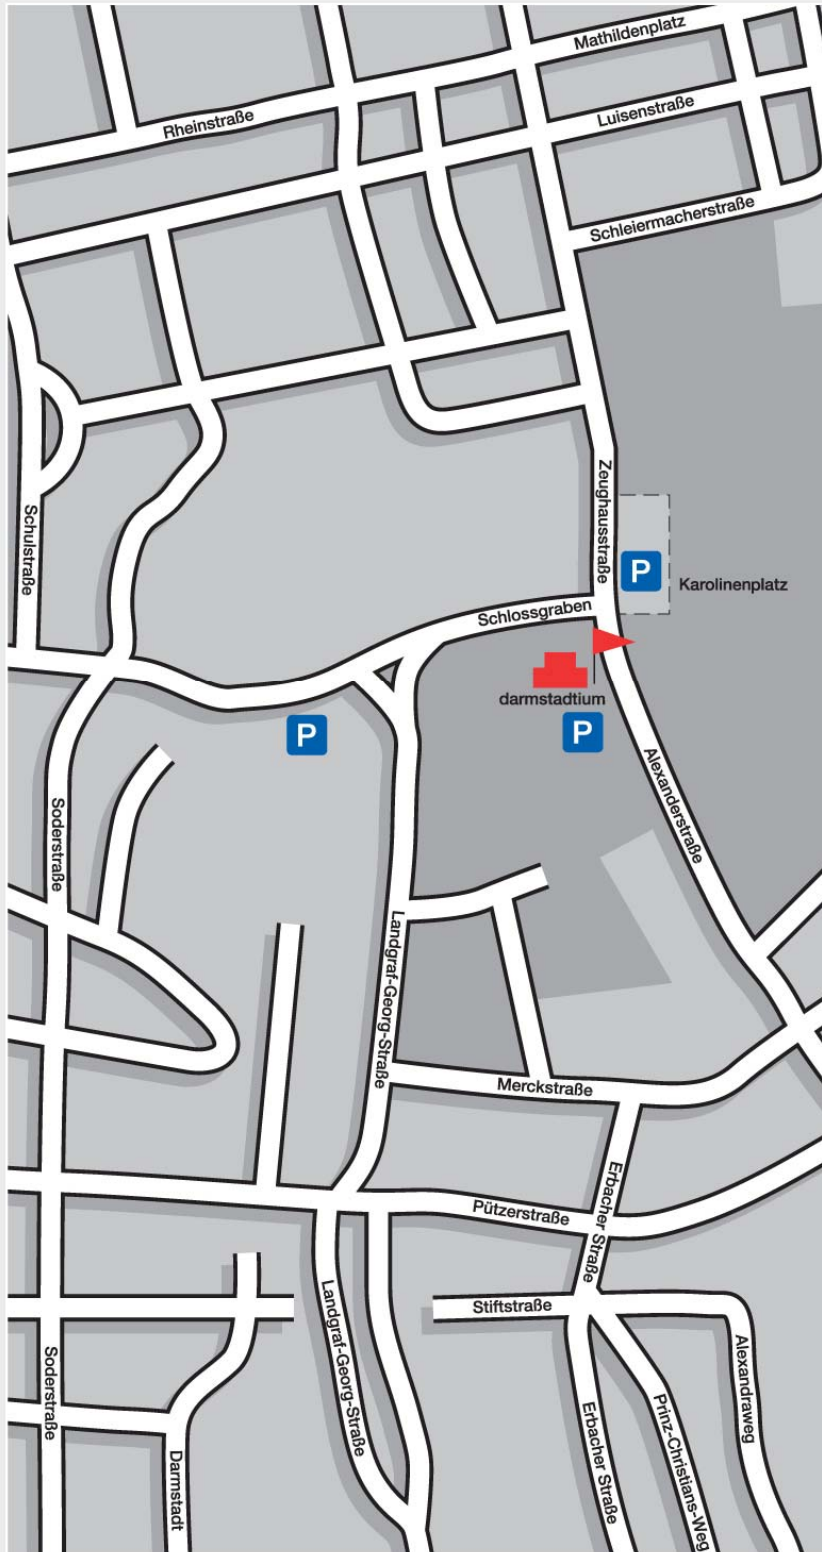 Mathildenplatz
Rheinstraße
Luisenstraße
Schleiermacherstraße
Zeughausstraße
Schulstraße
P
Karolinenplatz
Schlossgraben
darmstadtium
P
P
Alexanderstraße
Soderstraße
Landgraf-Georg-Straße
Merckstraße
Erbacher Straße
Pützerstraße
Stiftstraße
Landgraf-Georg-Straße
Soderstraße
Alexandraweg
Erbacher Straße
Prinz-Christians-Weg
Darmstadt